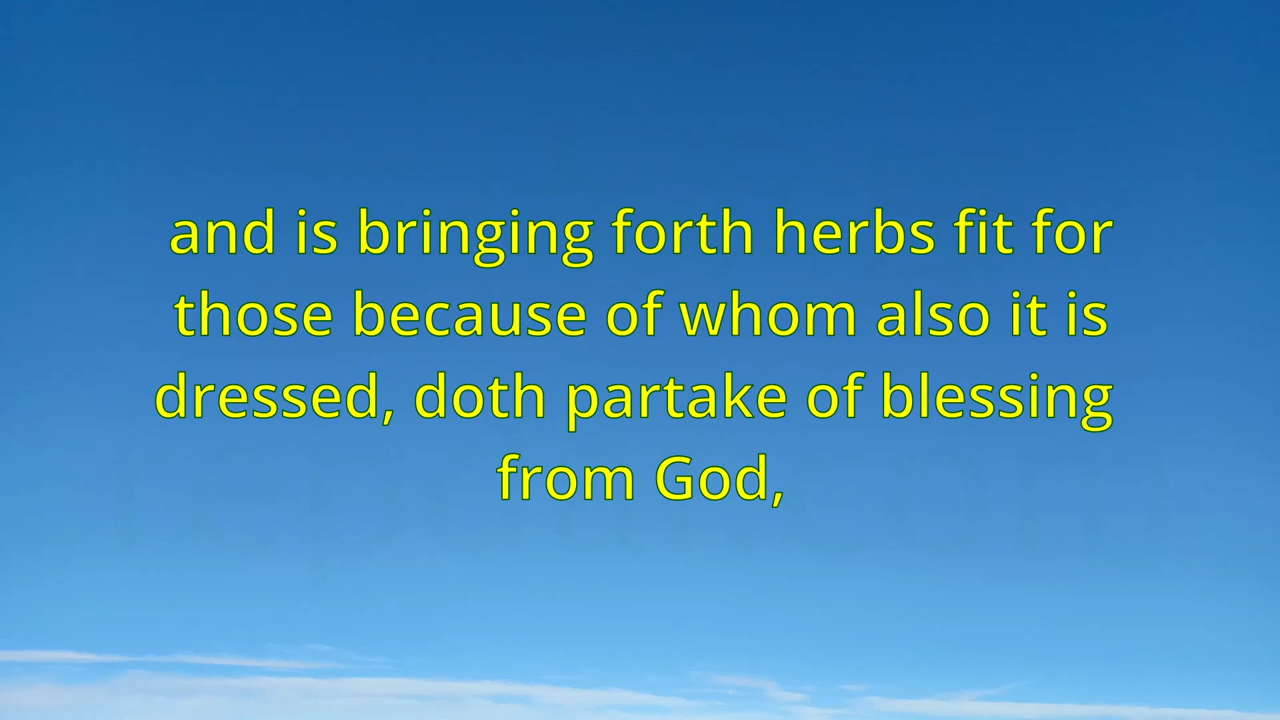 and is bringing forth herbs fit for
those because of whom also it is
dressed, doth partake of blessing
from God,